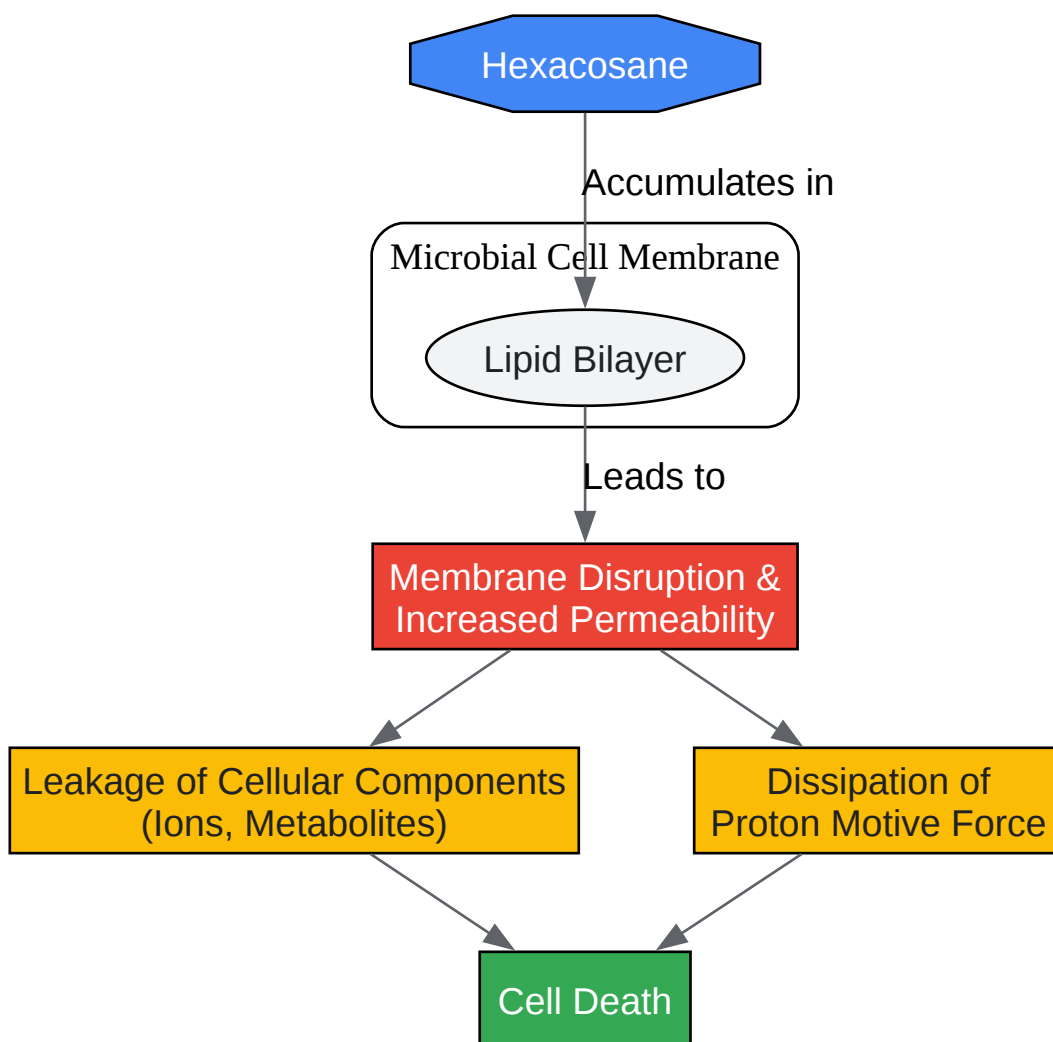 Hexacosane
Accumulates in
Microbial Cell Membrane
Lipid Bilayer
Leads to
Membrane Disruption &
Increased Permeability
Leakage of Cellular Components
(Ions, Metabolites)
Dissipation of
Proton Motive Force
Cell Death